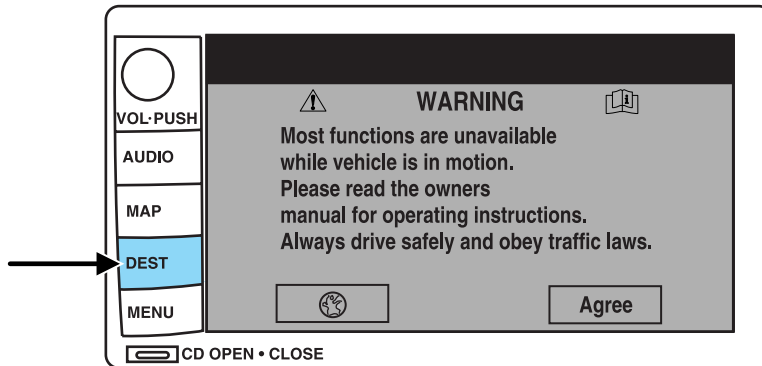 VOL·PUSH
AUDIO
MAP
DEST
MENU
WARNING
Most functions are unavailable
while vehicle is in motion.
Please read the owners
manual for operating instructions.
Always drive safely and obey traffic laws.
Agree
CD OPEN • CLOSE